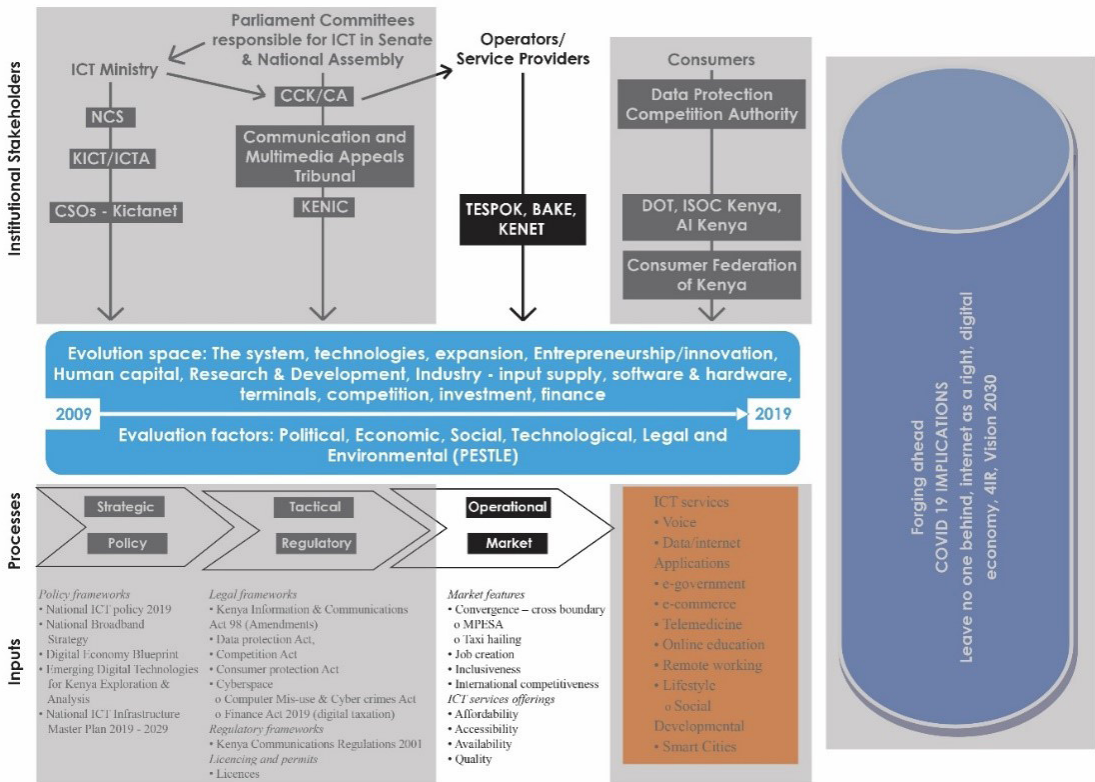 Institutional Stakeholders
ICT Ministry
NCS
KICT/ICTA
CSOs - Kictanet
Parliament Committees
responsible for ICT in Senate
& National Assembly
CCK/CA
Communication and
Multimedia Appeals
Tribunal
KENIC
Operators/
Service Providers
TESPOK, BAKE,
KENET
Consumers
Data Protection
Competition Authority
DOT, ISOC Kenya,
AI Kenya
Consumer Federation
of Kenya
Evolution space: The system, technologies, expansion, Entrepreneurship/innovation,
Human capital, Research & Development, Industry - input supply, software & hardware,
terminals, competition, investment, finance
2009
2019
Evaluation factors: Political, Economic, Social, Technological, Legal and
Environmental (PESTLE)
Processes
Strategic
Policy
Tactical
Regulatory
Operational
Market
Inputs
Policy frameworks
• National ICT policy 2019
• National Broadband
Strategy
• Digital Economy Blueprint
• Emerging Digital Technologies
for Kenya Exploration &
Analysis
• National ICT Infrastructure
Master Plan 2019 - 2029
Legal frameworks
• Kenya Information & Communications
Act 98 (Amendments)
• Data protection Act,
• Competition Act
• Consumer protection Act
• Cyberspace
o Computer Mis-use & Cyber crimes Act
o Finance Act 2019 (digital taxation)
Regulatory frameworks
• Kenya Communications Regulations 2001
Licencing and permits
• Licences
Market features
• Convergence – cross boundary
o MPESA
o Taxi hailing
• Job creation
• Inclusiveness
• International competitiveness
ICT services offerings
• Affordability
• Accessibility
• Availability
• Quality
ICT services
• Voice
• Data/internet
Applications
• e-government
• e-commerce
• Telemedicine
• Online education
• Remote working
• Lifestyle
o Social
Developmental
• Smart Cities
Forging ahead
COVID 19 IMPLICATIONS
Leave no one behind, internet as a right, digital
economy, 4IR, Vision 2030